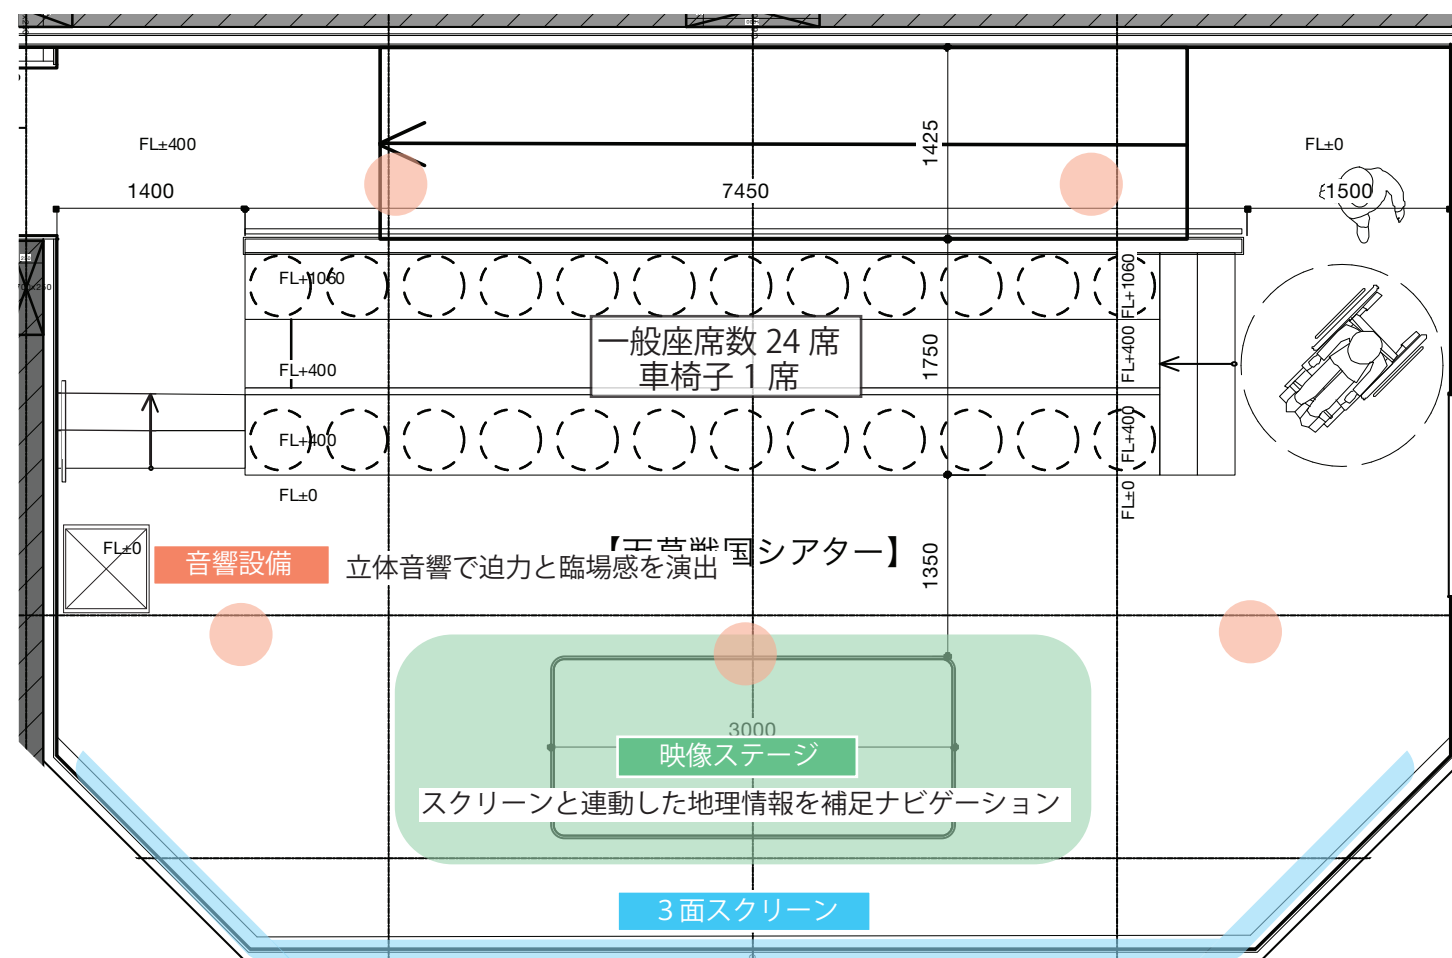 FL±400
1425
FL±0
1400
7450
1500
FL+1060
FL+1060
一般座席数 24 席
車椅子 1 席
1750
FL+400
FL+400
FL+400
FL+400
FL±0
FL±0
FL±0
音響設備
立体音響で迫力と臨場感を演出
シアター】
1350
3000
映像ステージ
スクリーンと連動した地理情報を補足ナビゲーション
３面スクリーン